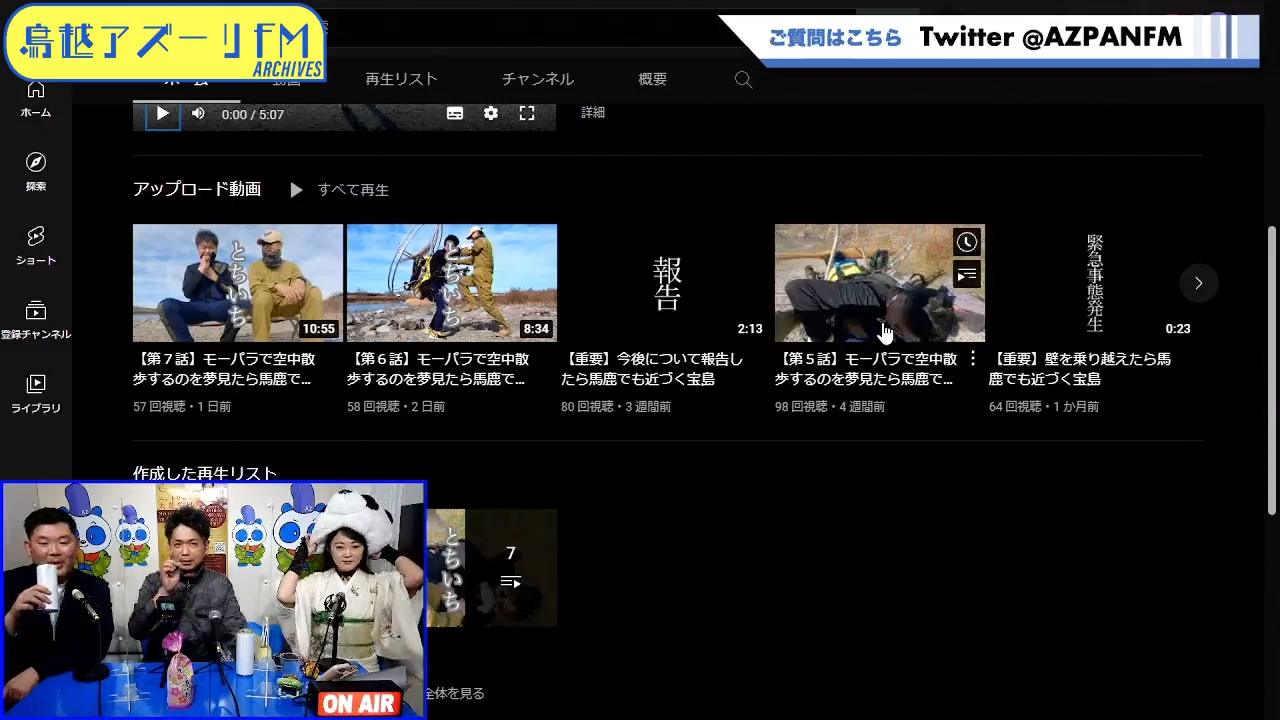 鳥越アズーリFM
ARCHIVES
ご質問はこちら Twitter @AZPANFM
ホーム 動画 再生リスト チャンネル 概要
ホーム
探索
ショート
登録チャンネル
ライブラリ
0:00 / 5:07
詳細
アップロード動画
すべて再生
とちいち
10:55
とちいち
8:34
報告
2:13
緊急事態発生
0:23
【第７話】モーパラで空中散
歩するのを夢見たら馬鹿で...
57 回視聴・1 日前
【第６話】モーパラで空中散
歩するのを夢見たら馬鹿で...
58 回視聴・2 日前
【重要】今後について報告し
たら馬鹿でも近づく宝島
80 回視聴・3 週間前
【第５話】モーパラで空中散
歩するのを夢見たら馬鹿で...
98 回視聴・4 週間前
【重要】壁を乗り越えたら馬
鹿でも近づく宝島
64 回視聴・1 か月前
作成した再生リスト
とちいち
7
全体を見る
AZ
ON AIR